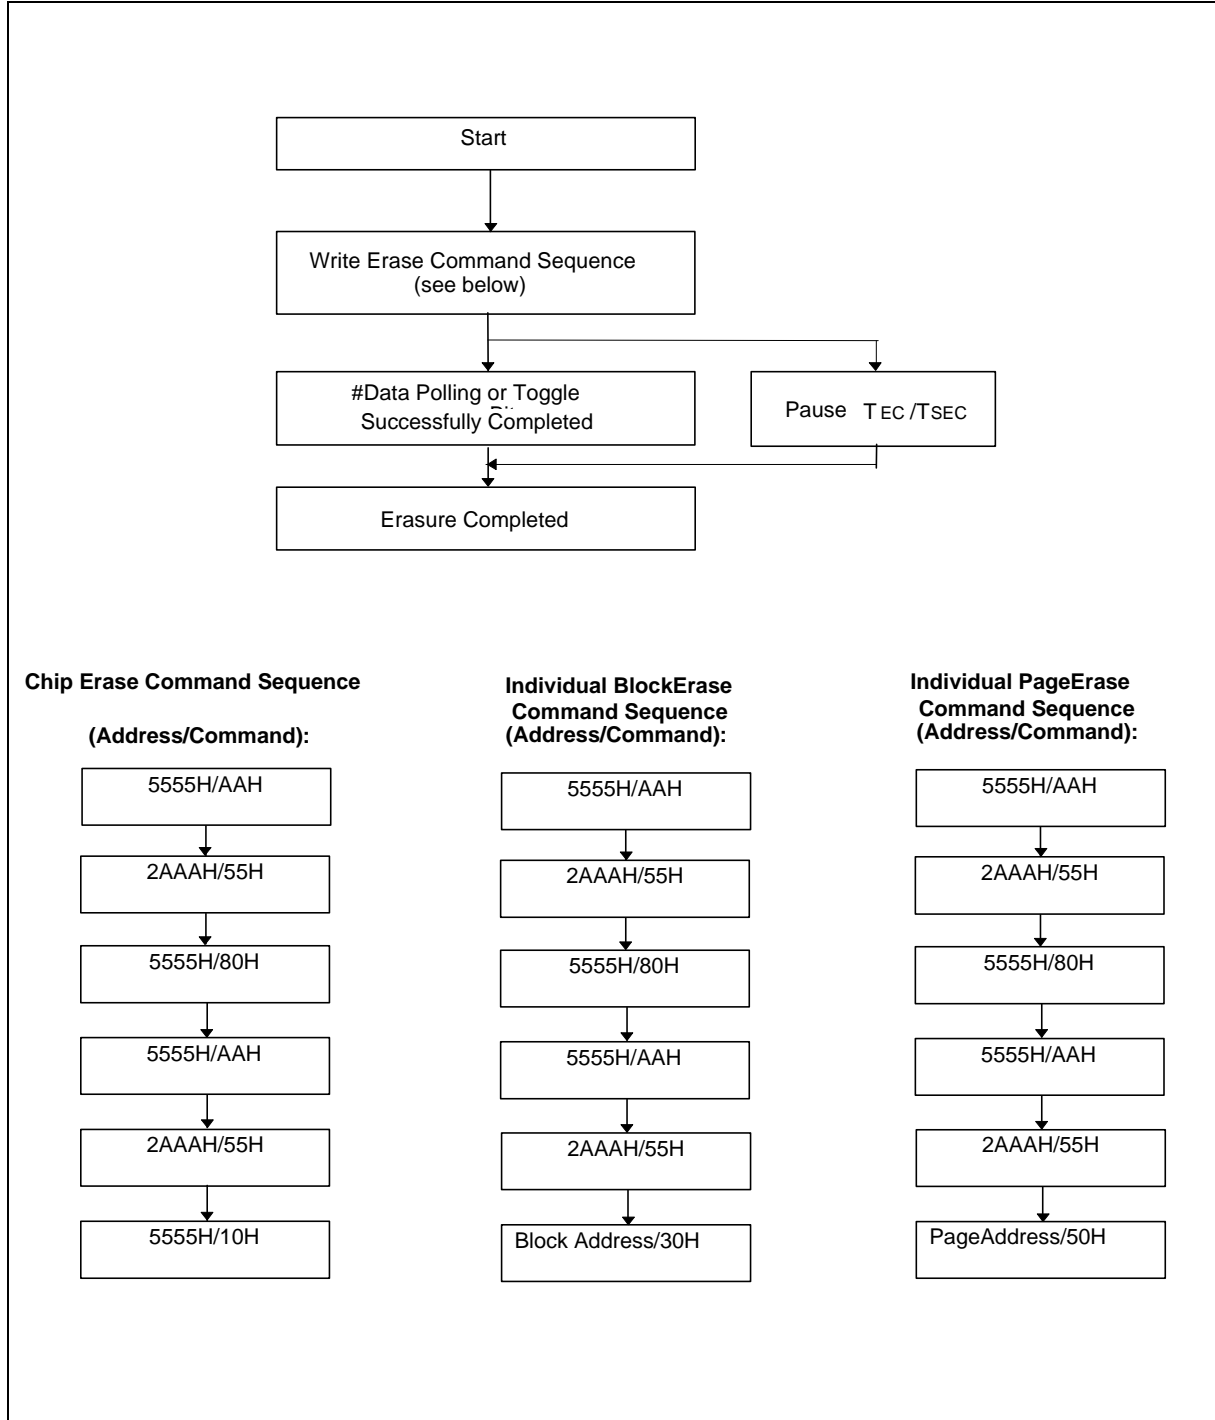 Start
Write Erase Command Sequence
(see below)
#Data Polling or Toggle
Successfully Completed
Pause TEC/TSEC
Erasure Completed
Chip Erase Command Sequence
(Address/Command):
5555H/AAH
2AAAH/55H
5555H/80H
5555H/AAH
2AAAH/55H
5555H/10H
Individual BlockErase
Command Sequence
(Address/Command):
5555H/AAH
2AAAH/55H
5555H/80H
5555H/AAH
2AAAH/55H
Block Address/30H
Individual PageErase
Command Sequence
(Address/Command):
5555H/AAH
2AAAH/55H
5555H/80H
5555H/AAH
2AAAH/55H
PageAddress/50H